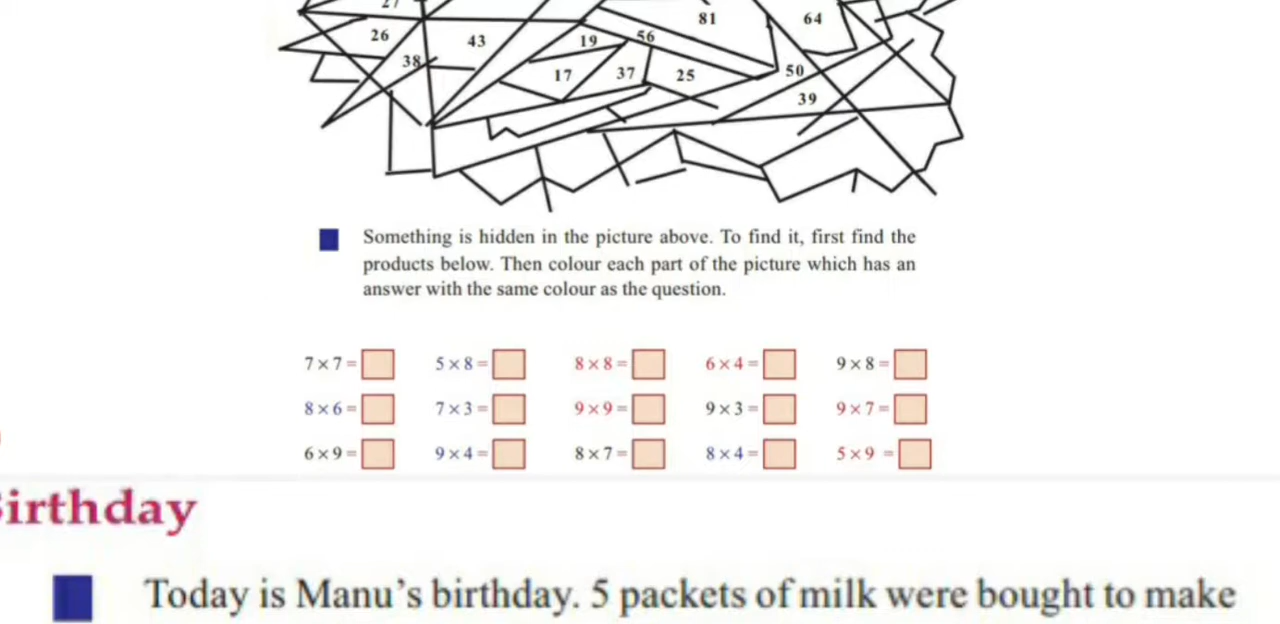 27
81
64
26
43
19
56
38
17
37
25
50
39
Something is hidden in the picture above. To find it, first find the
products below. Then colour each part of the picture which has an
answer with the same colour as the question.
7 × 7 = 5 × 8 = 8 × 8 = 6 × 4 = 9 × 8 =
8 × 6 = 7 × 3 = 9 × 9 = 9 × 3 = 9 × 7 =
6 × 9 = 9 × 4 = 8 × 7 = 8 × 4 = 5 × 9 =
irthday
Today is Manu's birthday. 5 packets of milk were bought to make